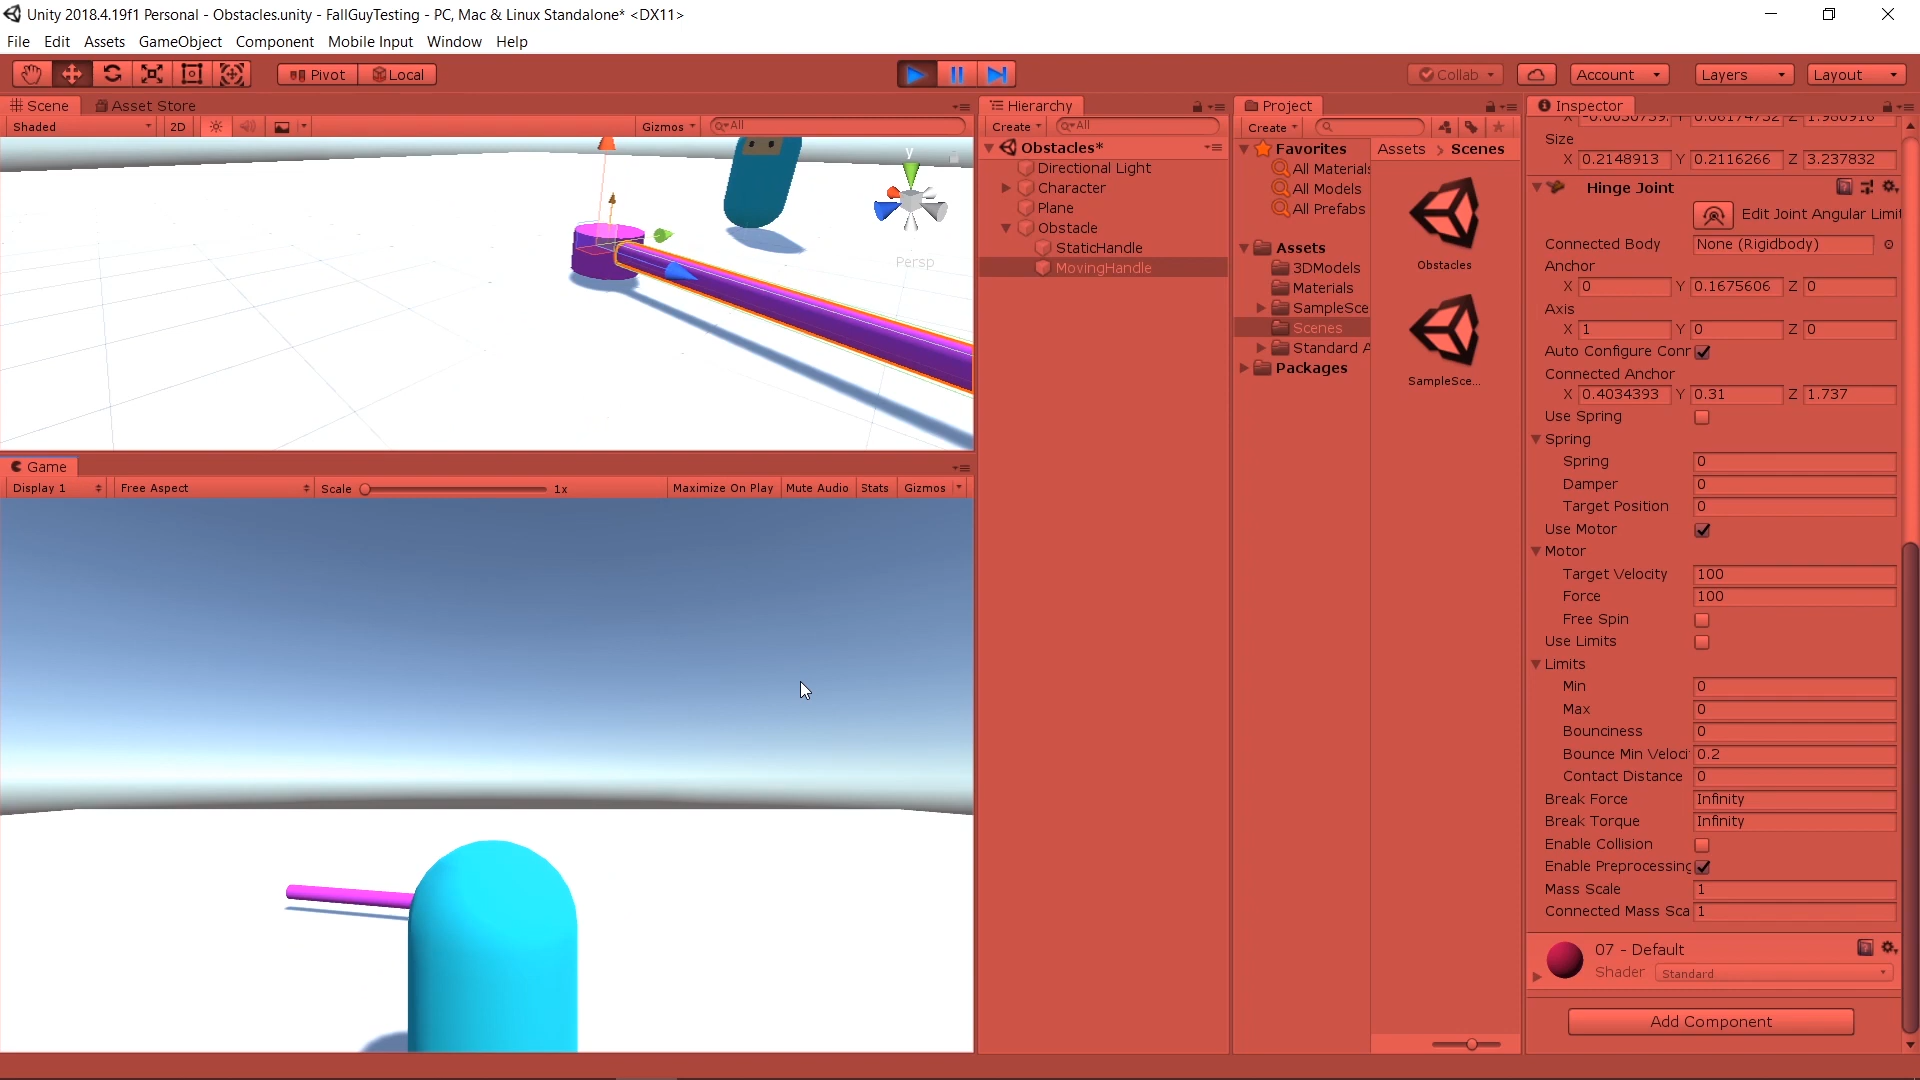 Unity 2018.4.19f1 Personal - Obstacles.unity - FallGuyTesting - PC, Mac & Linux Standalone* <DX11>
File Edit Assets GameObject Component Mobile Input Window Help
Pivot Local Collab Account Layers Layout
Scene Asset Store
Shaded 2D Gizmos All
y
Persp
Game
Display 1 Free Aspect Scale 1x Maximize On Play Mute Audio Stats Gizmos
Hierarchy
Create All
Obstacles*
Directional Light
Character
Plane
Obstacle
StaticHandle
MovingHandle
Project
Create
Favorites
All Materials
All Models
All Prefabs
Assets
3DModels
Materials
SampleSce
Scenes
Standard A
Packages
Assets > Scenes
Obstacles
SampleSce...
Inspector
Size
X 0.2148913 Y 0.2116266 Z 3.237832
Hinge Joint
Edit Joint Angular Limi
Connected Body None (Rigidbody)
Anchor
X 0 Y 0.1675606 Z 0
Axis
X 1 Y 0 Z 0
Auto Configure Conr
Connected Anchor
X 0.4034393 Y 0.31 Z 1.737
Use Spring
Spring
Spring 0
Damper 0
Target Position 0
Use Motor
Motor
Target Velocity 100
Force 100
Free Spin
Use Limits
Limits
Min 0
Max 0
Bounciness 0
Bounce Min Veloci 0.2
Contact Distance 0
Break Force Infinity
Break Torque Infinity
Enable Collision
Enable Preprocessing
Mass Scale 1
Connected Mass Sca 1
07 - Default
Shader Standard
Add Component